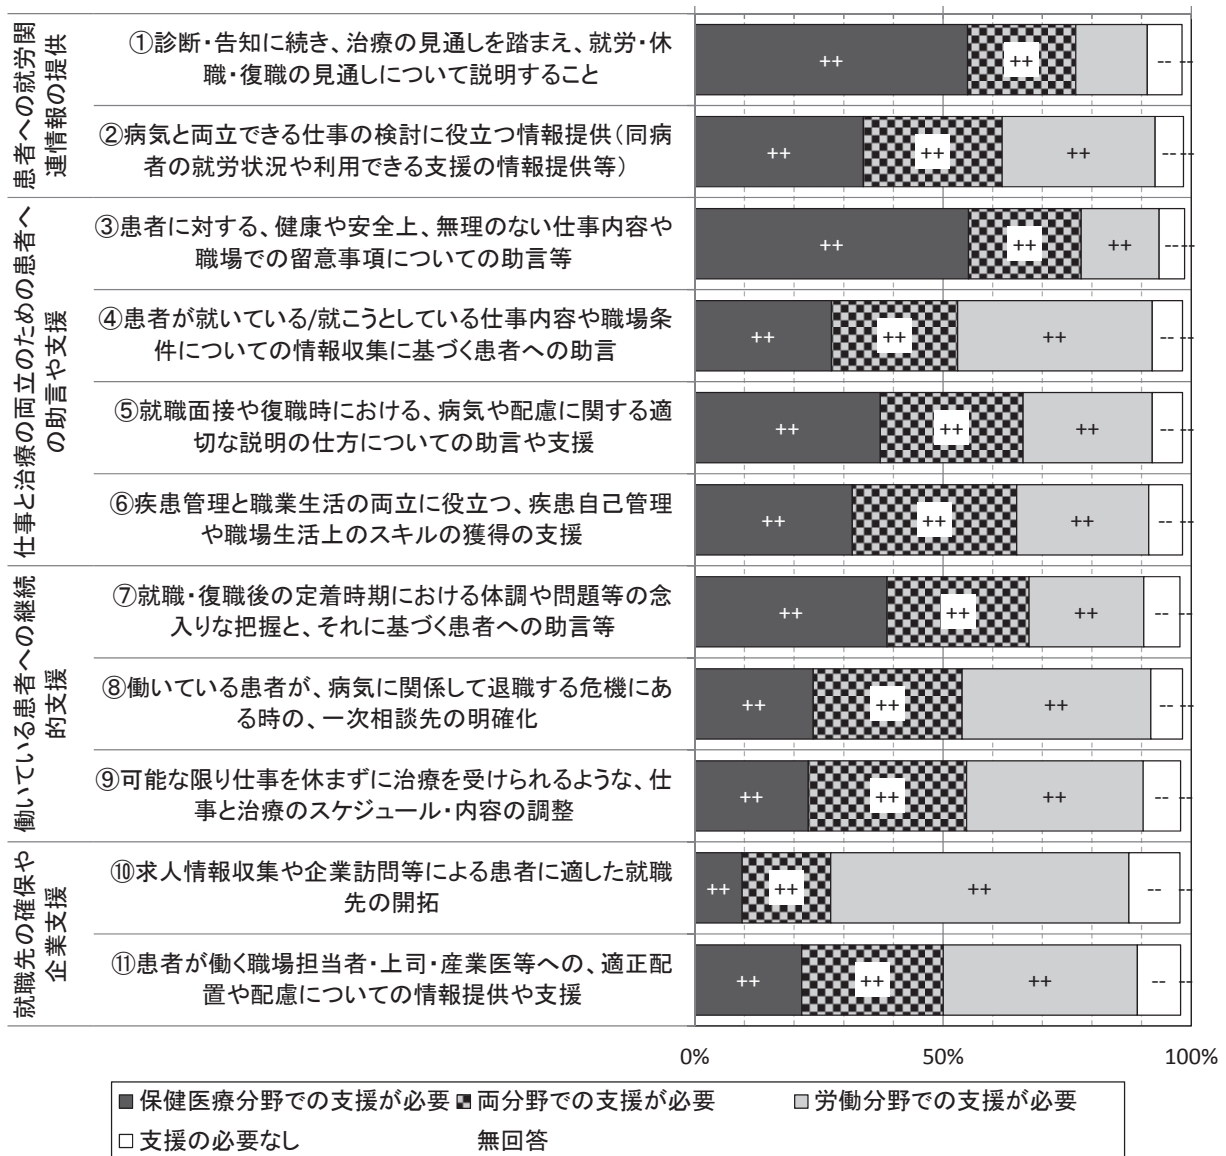 患者への就労関
連情報の提供
①診断・告知に続き、治療の見通しを踏まえ、就労・休
職・復職の見通しについて説明すること
++ ++ -- --
②病気と両立できる仕事の検討に役立つ情報提供(同病
者の就労状況や利用できる支援の情報提供等)
++ ++ ++ -- --
仕事と治療の両立のための患者へ
の助言や支援
③患者に対する、健康や安全上、無理のない仕事内容や
職場での留意事項についての助言等
++ ++ ++ -- --
④患者が就いている/就こうとしている仕事内容や職場条
件についての情報収集に基づく患者への助言
++ ++ ++ -- --
⑤就職面接や復職時における、病気や配慮に関する適
切な説明の仕方についての助言や支援
++ ++ ++ -- --
⑥疾患管理と職業生活の両立に役立つ、疾患自己管理
や職場生活上のスキルの獲得の支援
++ ++ ++ -- --
働いている患者への継続
的支援
⑦就職・復職後の定着時期における体調や問題等の念
入りな把握と、それに基づく患者への助言等
++ ++ ++ -- --
⑧働いている患者が、病気に関係して退職する危機にあ
る時の、一次相談先の明確化
++ ++ ++ -- --
⑨可能な限り仕事を休まずに治療を受けられるような、仕
事と治療のスケジュール・内容の調整
++ ++ ++ -- --
就職先の確保や
企業支援
⑩求人情報収集や企業訪問等による患者に適した就職
先の開拓
++ ++ ++ -- --
⑪患者が働く職場担当者・上司・産業医等への、適正配
置や配慮についての情報提供や支援
++ ++ ++ -- --
0% 50% 100%
保健医療分野での支援が必要 両分野での支援が必要 労働分野での支援が必要
支援の必要なし 無回答